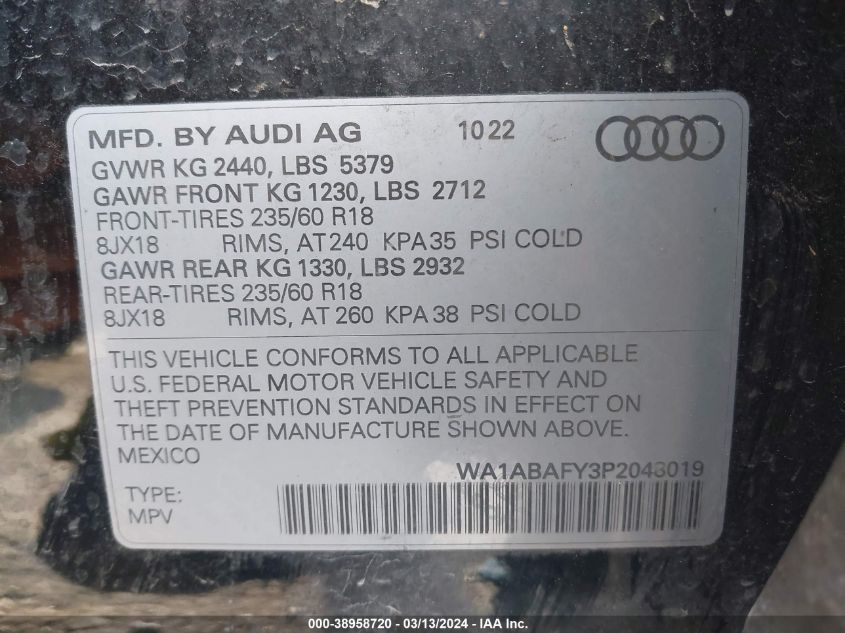 MFD. BY AUDI AG 1022
GVWR KG 2440, LBS 5379
GAWR FRONT KG 1230, LBS 2712
FRONT-TIRES 235/60 R18
8JX18 RIMS, AT 240 KPA 35 PSI COLD
GAWR REAR KG 1330, LBS 2932
REAR-TIRES 235/60 R18
8JX18 RIMS, AT 260 KPA 38 PSI COLD
THIS VEHICLE CONFORMS TO ALL APPLICABLE
U.S. FEDERAL MOTOR VEHICLE SAFETY AND
THEFT PREVENTION STANDARDS IN EFFECT ON
THE DATE OF MANUFACTURE SHOWN ABOVE.
MEXICO
WA1ABAFY3P2048019
TYPE:
MPV
000-38958720 — 03/13/2024 — IAA Inc.